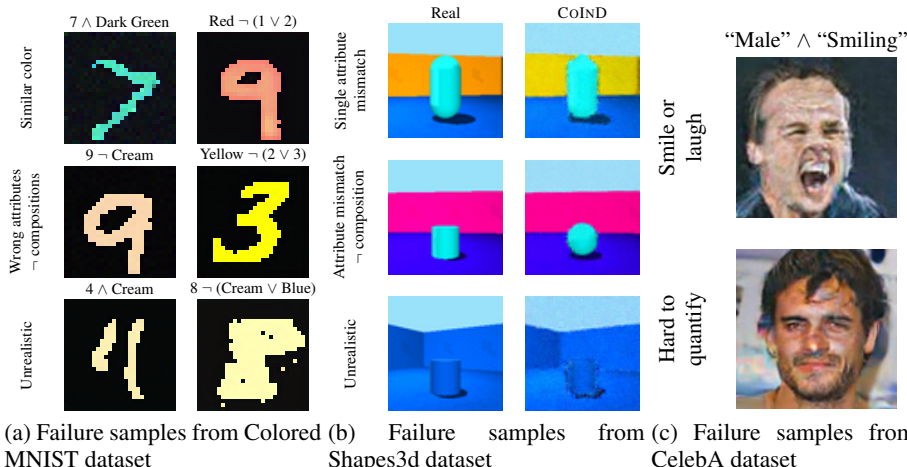 7 ∧ Dark Green
Red ¬ (1 ∨ 2)
Similar color
9 ¬ Cream
Yellow ¬ (2 ∨ 3)
Wrong attributes
¬ compositions
4 ∧ Cream
8 ¬ (Cream ∨ Blue)
Unrealistic
(a) Failure samples from Colored
MNIST dataset
Real
COIND
Single attribute
mismatch
Attribute mismatch
¬ composition
Unrealistic
(b) Failure samples from
Shapes3d dataset
“Male” ∧ “Smiling”
Smile or
laugh
Hard to
quantify
(c) Failure samples from
CelebA dataset